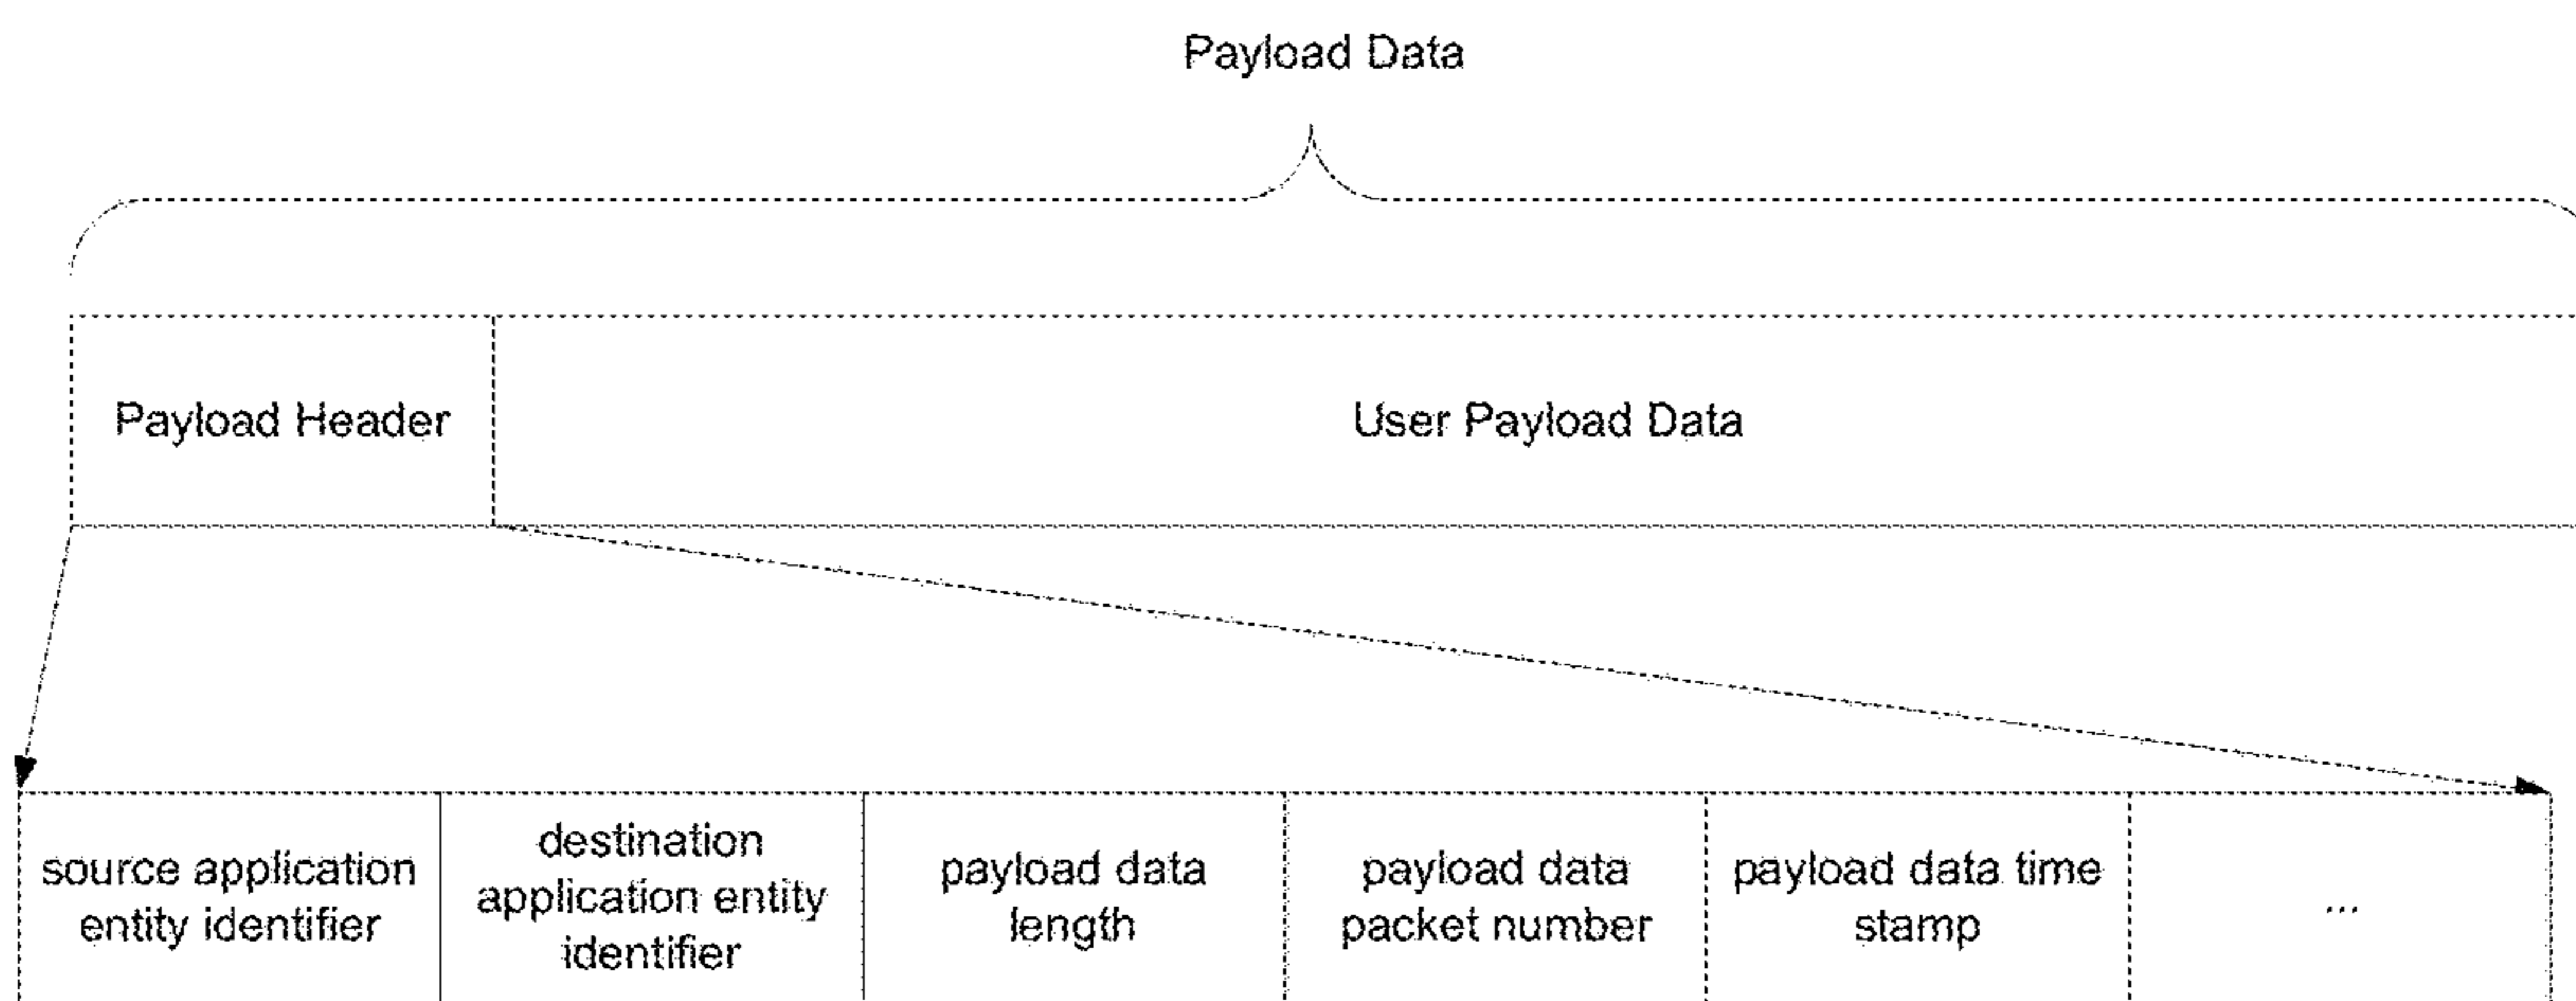 Payload Data
Payload Header
User Payload Data
source application
entity identifier
destination
application entity
identifier
payload data
length
payload data
packet number
payload data time
stamp
...